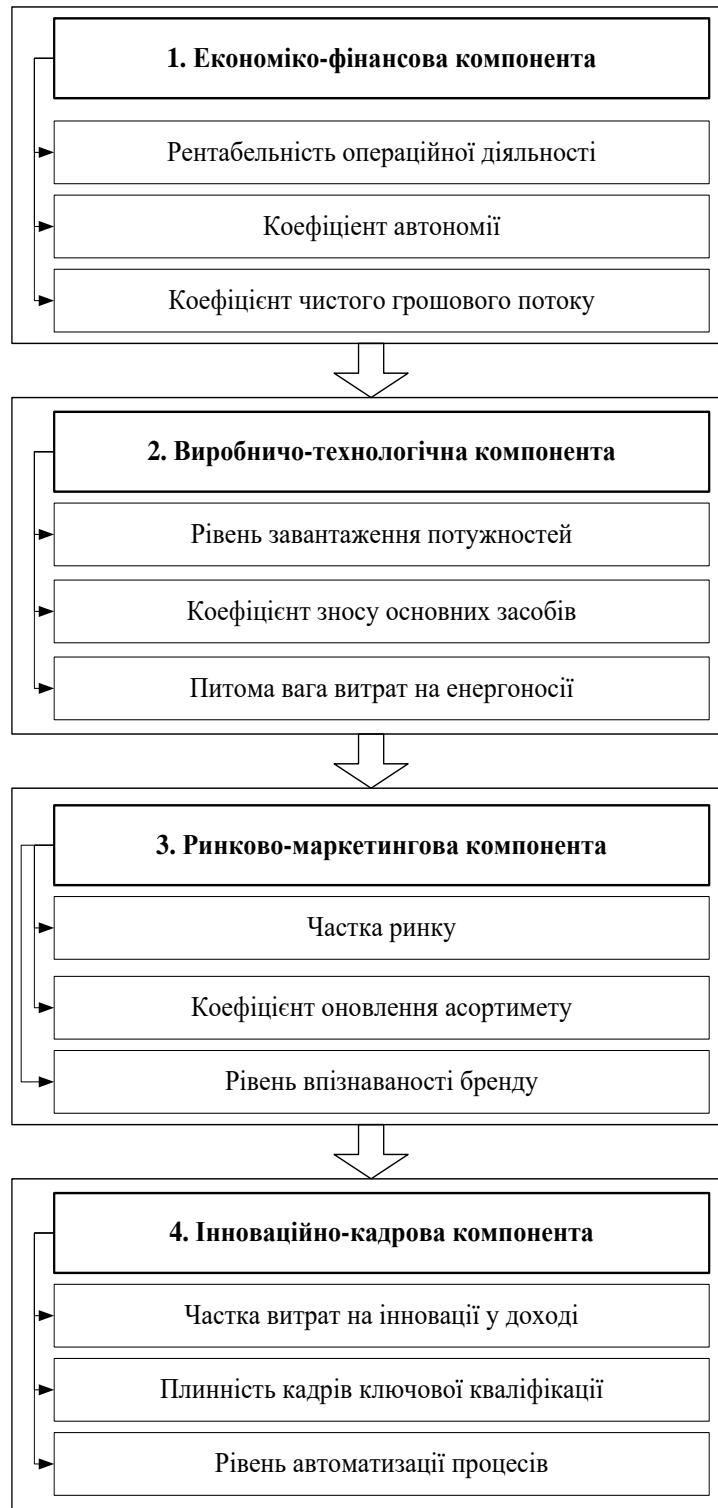 1. Економіко-фінансова компонента
Рентабельність операційної діяльності
Коефіціент автономії
Коефіцієнт чистого грошового потоку
2. Виробничо-технологічна компонента
Рівень завантаження потужностей
Коефіцієнт зносу основних засобів
Питома вага витрат на енергоносії
3. Ринково-маркетингова компонента
Частка ринку
Коефіцієнт оновлення асортимету
Рівень впізнаваності бренду
4. Інноваційно-кадрова компонента
Частка витрат на інновації у доході
Плинність кадрів ключової кваліфікації
Рівень автоматизації процесів